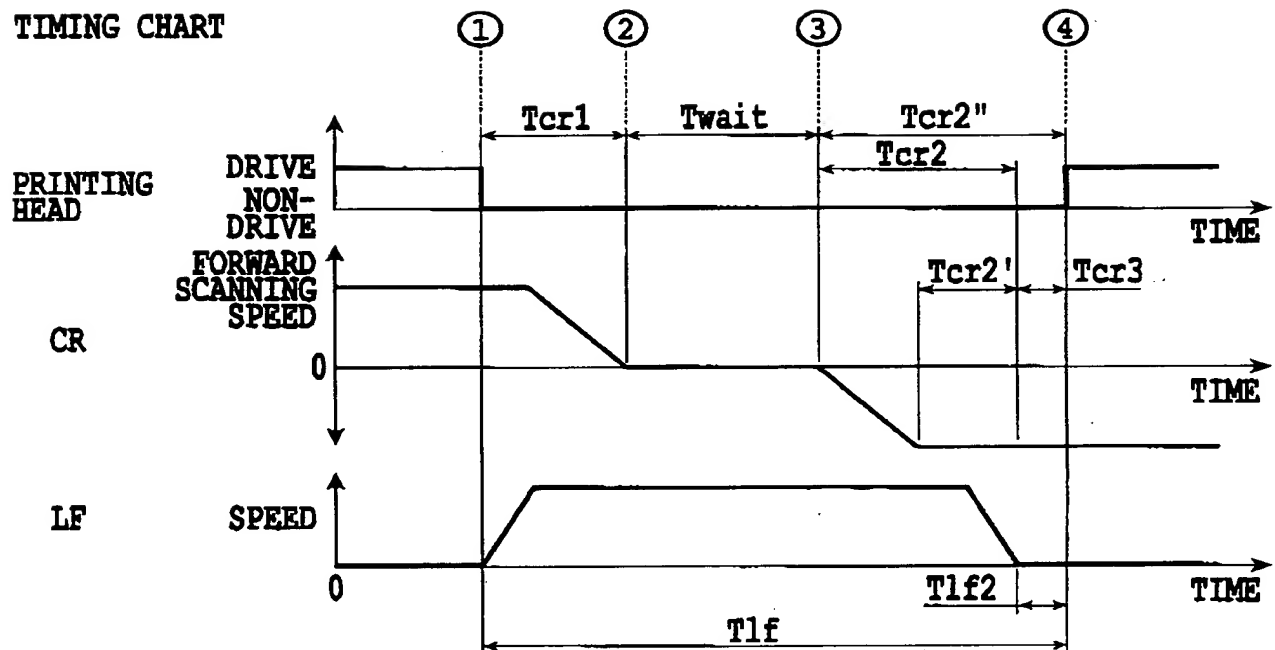 TIMING CHART
① ② ③ ④
Tcr1 Twait Tcr2"
Tcr2
PRINTING HEAD
DRIVE
NON-DRIVE
TIME
FORWARD SCANNING SPEED
Tcr2' Tcr3
CR
0
TIME
LF SPEED
0
Tlf2
TIME
Tlf